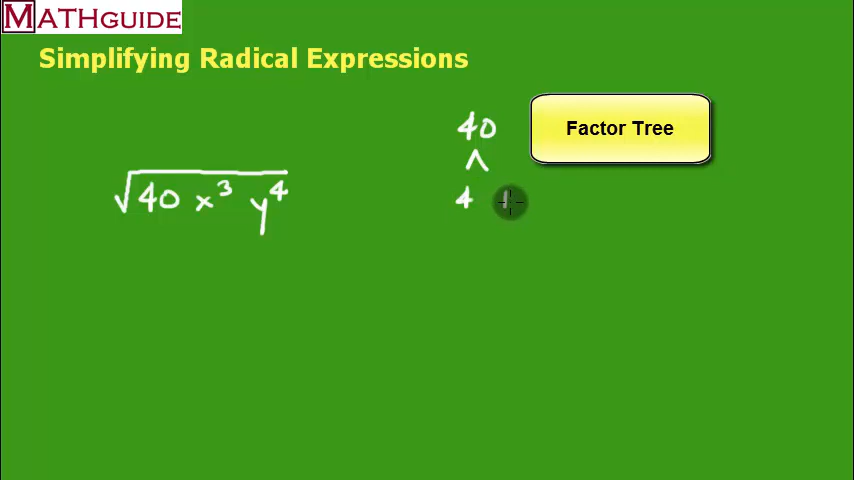 MATHGUIDE
Simplifying Radical Expressions
40
Factor Tree
√40 x³ y⁴
4